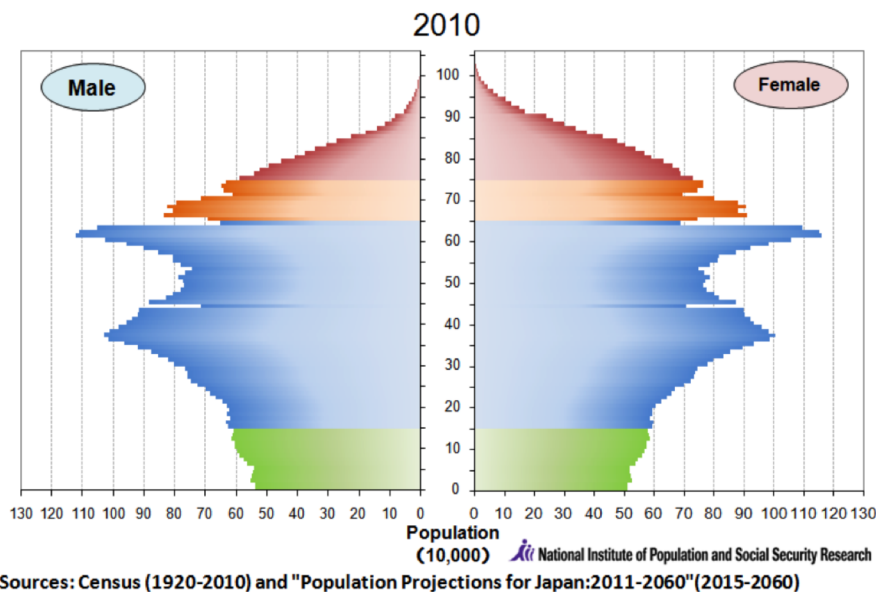 2010
Male
Female
100
90
80
70
60
50
40
30
20
10
0
130 120 110 100 90 80 70 60 50 40 30 20 10 0
0 10 20 30 40 50 60 70 80 90 100 110 120 130
Population
(10,000)
National Institute of Population and Social Security Research
Sources: Census (1920-2010) and "Population Projections for Japan:2011-2060"(2015-2060)